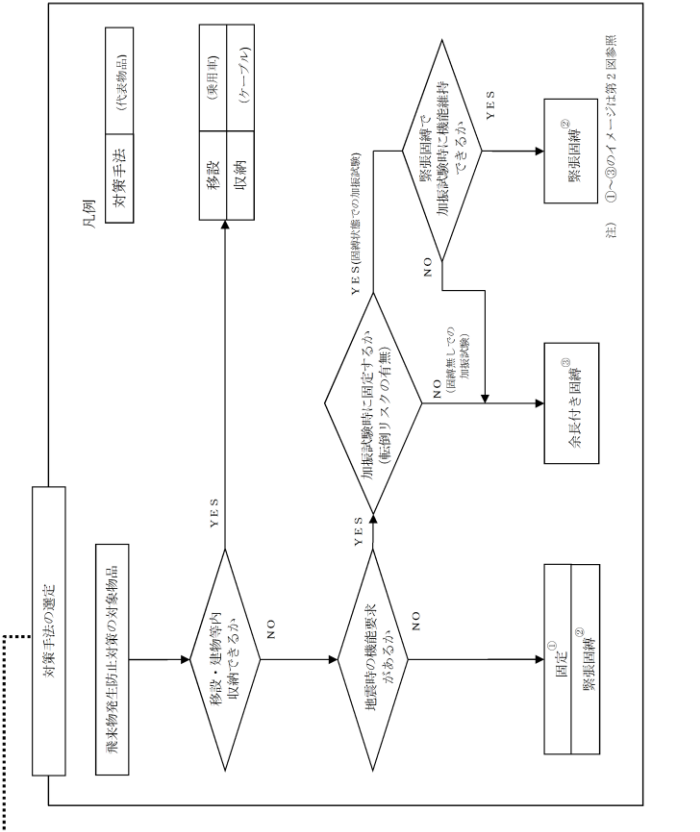 対策手法の選定
飛来物発生防止対策の対象物品
移設・建物等内
収納できるか
YES
NO
移設
(乗用車)
収納
(ケーブル)
凡例
対策手法
(代表物品)
地震時の機能要求
があるか
YES
NO
固定①
緊張固縛②
加振試験時に固定するか
(転倒リスクの有無)
YES(固縛状態での加振試験)
NO
(固縛無しでの
加振試験)
緊張固縛で
加振試験時に機能維持
できるか
NO
YES
余長付き固縛③
緊張固縛②
注) ①~③のイメージは第2図参照